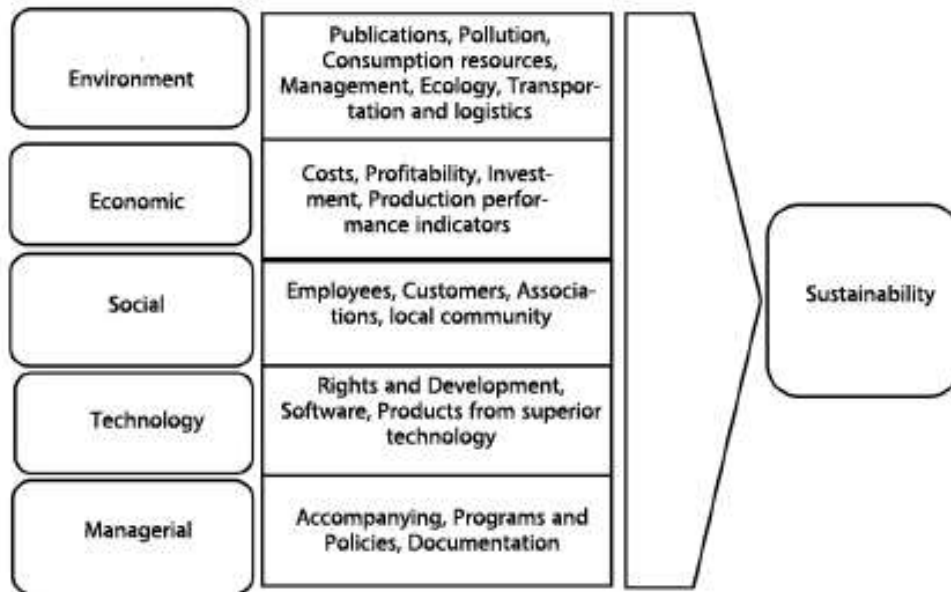 Environment
Publications, Pollution,
Consumption resources,
Management, Ecology, Transpor-
tation and logistics
Economic
Costs, Profitability, Invest-
ment, Production perfor-
mance indicators
Social
Employees, Customers, Associa-
tions, local community
Technology
Rights and Development,
Software, Products from superior
technology
Managerial
Accompanying, Programs and
Policies, Documentation
Sustainability